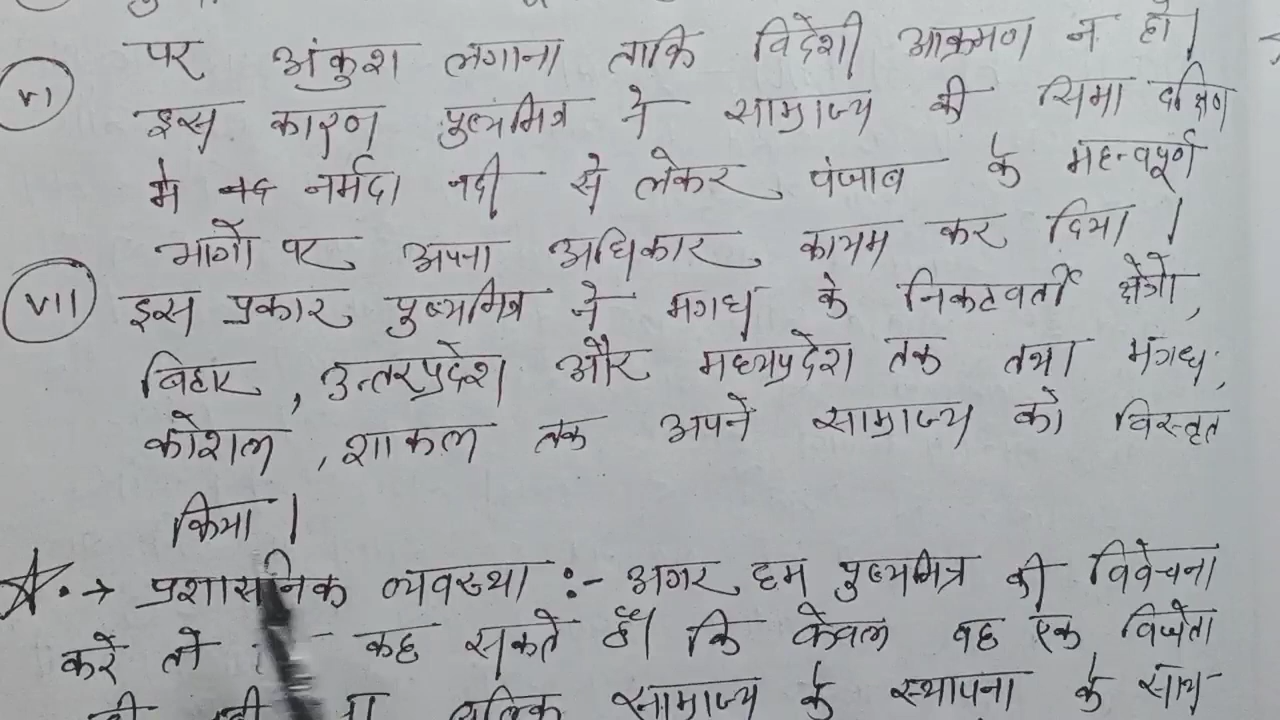 पर अंकुश लगाना ताकि विदेशी आक्रमण न हो।
VI इस कारण पुष्यमित्र ने साम्राज्य की सिमा दक्षिण
मे नर्मदा नदी से लेकर पंजाब के महत्वपूर्ण
भागों पर अपना अधिकार कायम कर दिया।
VII इस प्रकार पुष्यमित्र ने मगध के निकटवर्ती क्षेत्रो,
बिहार, उत्तरप्रदेश और मध्यप्रदेश तक तथा मगध,
कोशल, शाकल तक अपने साम्राज्य को विस्तृत
किया।
→ प्रशासनिक व्यवस्था :- अगर हम पुष्यमित्र की विवेचना
करें तो कह सकते हैं कि केवल वह एक विजेता
बल्कि साम्राज्य के स्थापना के साथ